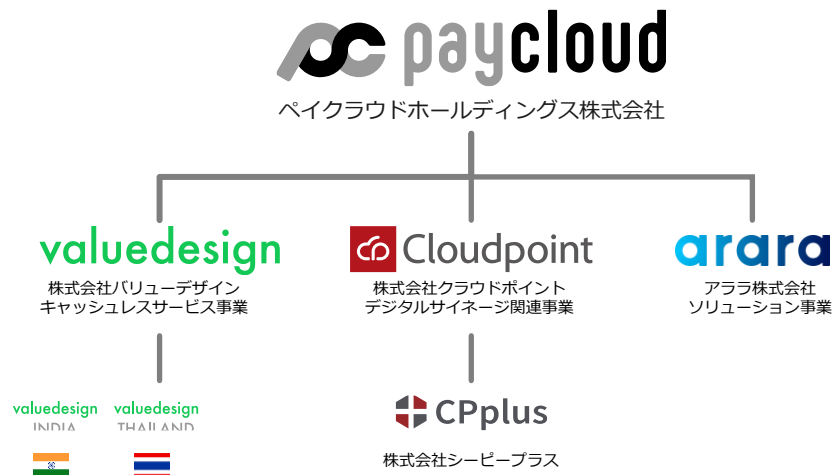 paycloud
ペイクラウドホールディングス株式会社
valuedesign
株式会社バリューデザイン
キャッシュレスサービス事業
Cloudpoint
株式会社クラウドポイント
デジタルサイネージ関連事業
arara
アララ株式会社
ソリューション事業
valuedesign
INDIA
valuedesign
THAILAND
CPplus
株式会社シーピープラス